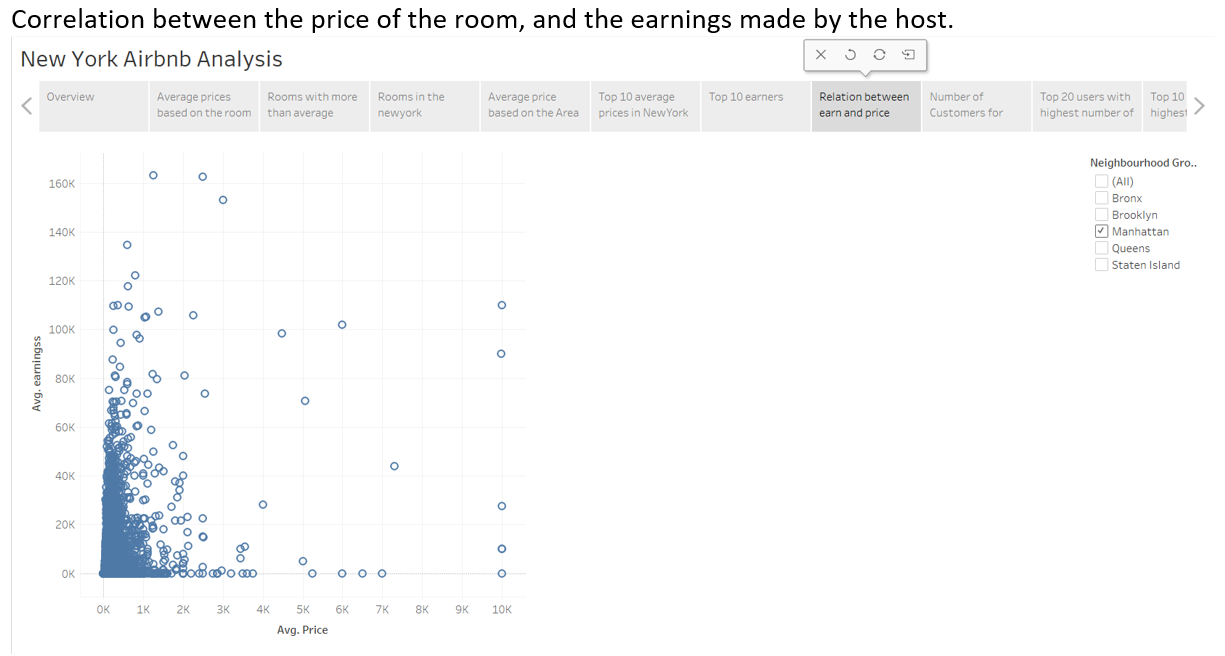 Correlation between the price of the room, and the earnings made by the host.
New York Airbnb Analysis
Overview
Average prices
based on the room
Rooms with more
than average
Rooms in the
newyork
Average price
based on the Area
Top 10 average
prices in NewYork
Top 10 earners
Relation between
earn and price
Number of
Customers for
Top 20 users with
highest number of
Top 10
highest
Neighbourhood Gro..
(All)
Bronx
Brooklyn
Manhattan
Queens
Staten Island
Avg. earningss
160K
140K
120K
100K
80K
60K
40K
20K
0K
0K 1K 2K 3K 4K 5K 6K 7K 8K 9K 10K
Avg. Price